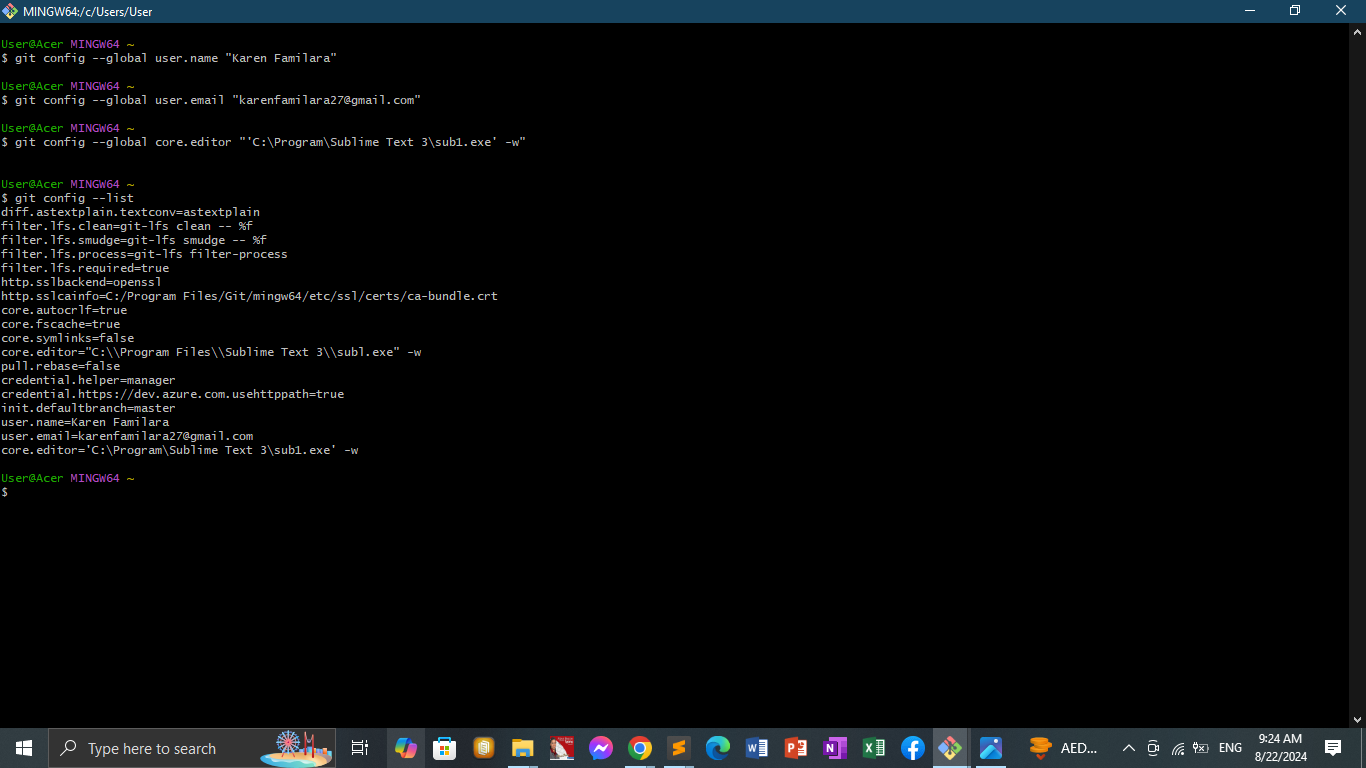 MINGW64:/c/Users/User
User@Acer MINGW64 ~
$ git config --global user.name "Karen Familara"
User@Acer MINGW64 ~
$ git config --global user.email "karenfamilara27@gmail.com"
User@Acer MINGW64 ~
$ git config --global core.editor "'C:\Program\Sublime Text 3\sub1.exe' -w"
User@Acer MINGW64 ~
$ git config --list
diff.astextplain.textconv=astextplain
filter.lfs.clean=git-lfs clean -- %f
filter.lfs.smudge=git-lfs smudge -- %f
filter.lfs.process=git-lfs filter-process
filter.lfs.required=true
http.sslbackend=openssl
http.sslcainfo=C:/Program Files/Git/mingw64/etc/ssl/certs/ca-bundle.crt
core.autocrlf=true
core.fscache=true
core.symlinks=false
core.editor="C:\\Program Files\\Sublime Text 3\\subl.exe" -w
pull.rebase=false
credential.helper=manager
credential.https://dev.azure.com.usehttppath=true
init.defaultbranch=master
user.name=Karen Familara
user.email=karenfamilara27@gmail.com
core.editor='C:\Program\Sublime Text 3\sub1.exe' -w
User@Acer MINGW64 ~
$
Type here to search
AED...
ENG
9:24 AM
8/22/2024